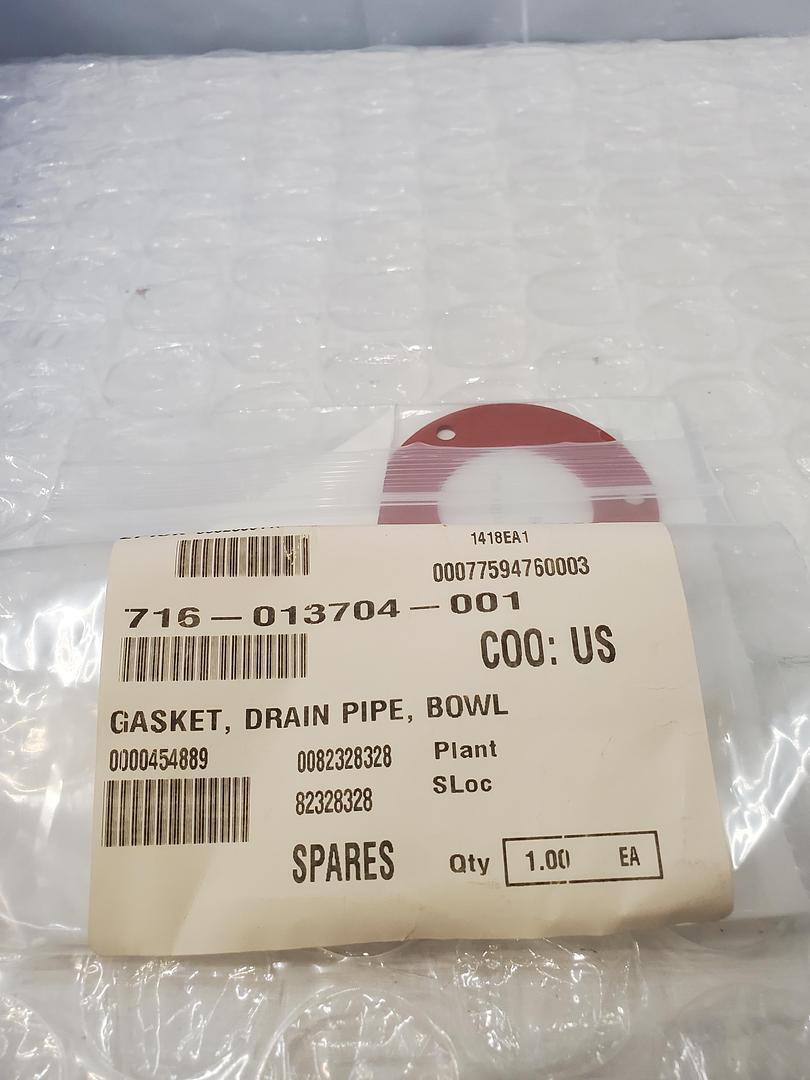 1418EA1
00077594760003
716-013704-001
COO: US
GASKET, DRAIN PIPE, BOWL
0000454889 0082328328 Plant
82328328 SLoc
SPARES Qty 1.00 EA